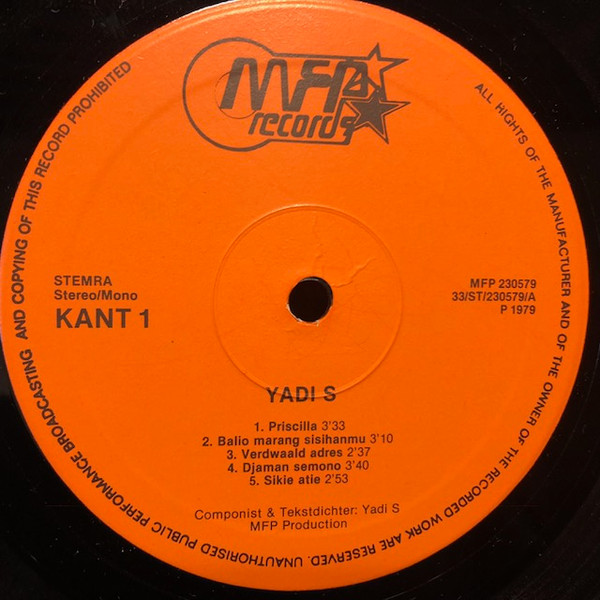 MFP
records
STEMRA
Stereo/Mono
KANT 1
MFP 230579
33/ST/230579/A
P 1979
YADI S
1. Priscilla 3'33
2. Balio marang sisihanmu 3'10
3. Verdwaald adres 2'37
4. Djaman semono 3'40
5. Sikie atie 2'53
Componist & Tekstdichter: Yadi S
MFP Production
ALL HIGHTS OF THE MANUFACTURER AND OF THE OWNER OF THE RECORDED WORK ARE RESERVED. UNAUTHORISED PUBLIC PERFORMANCE BROADCASTING AND COPYING OF THIS RECORD PROHIBITED